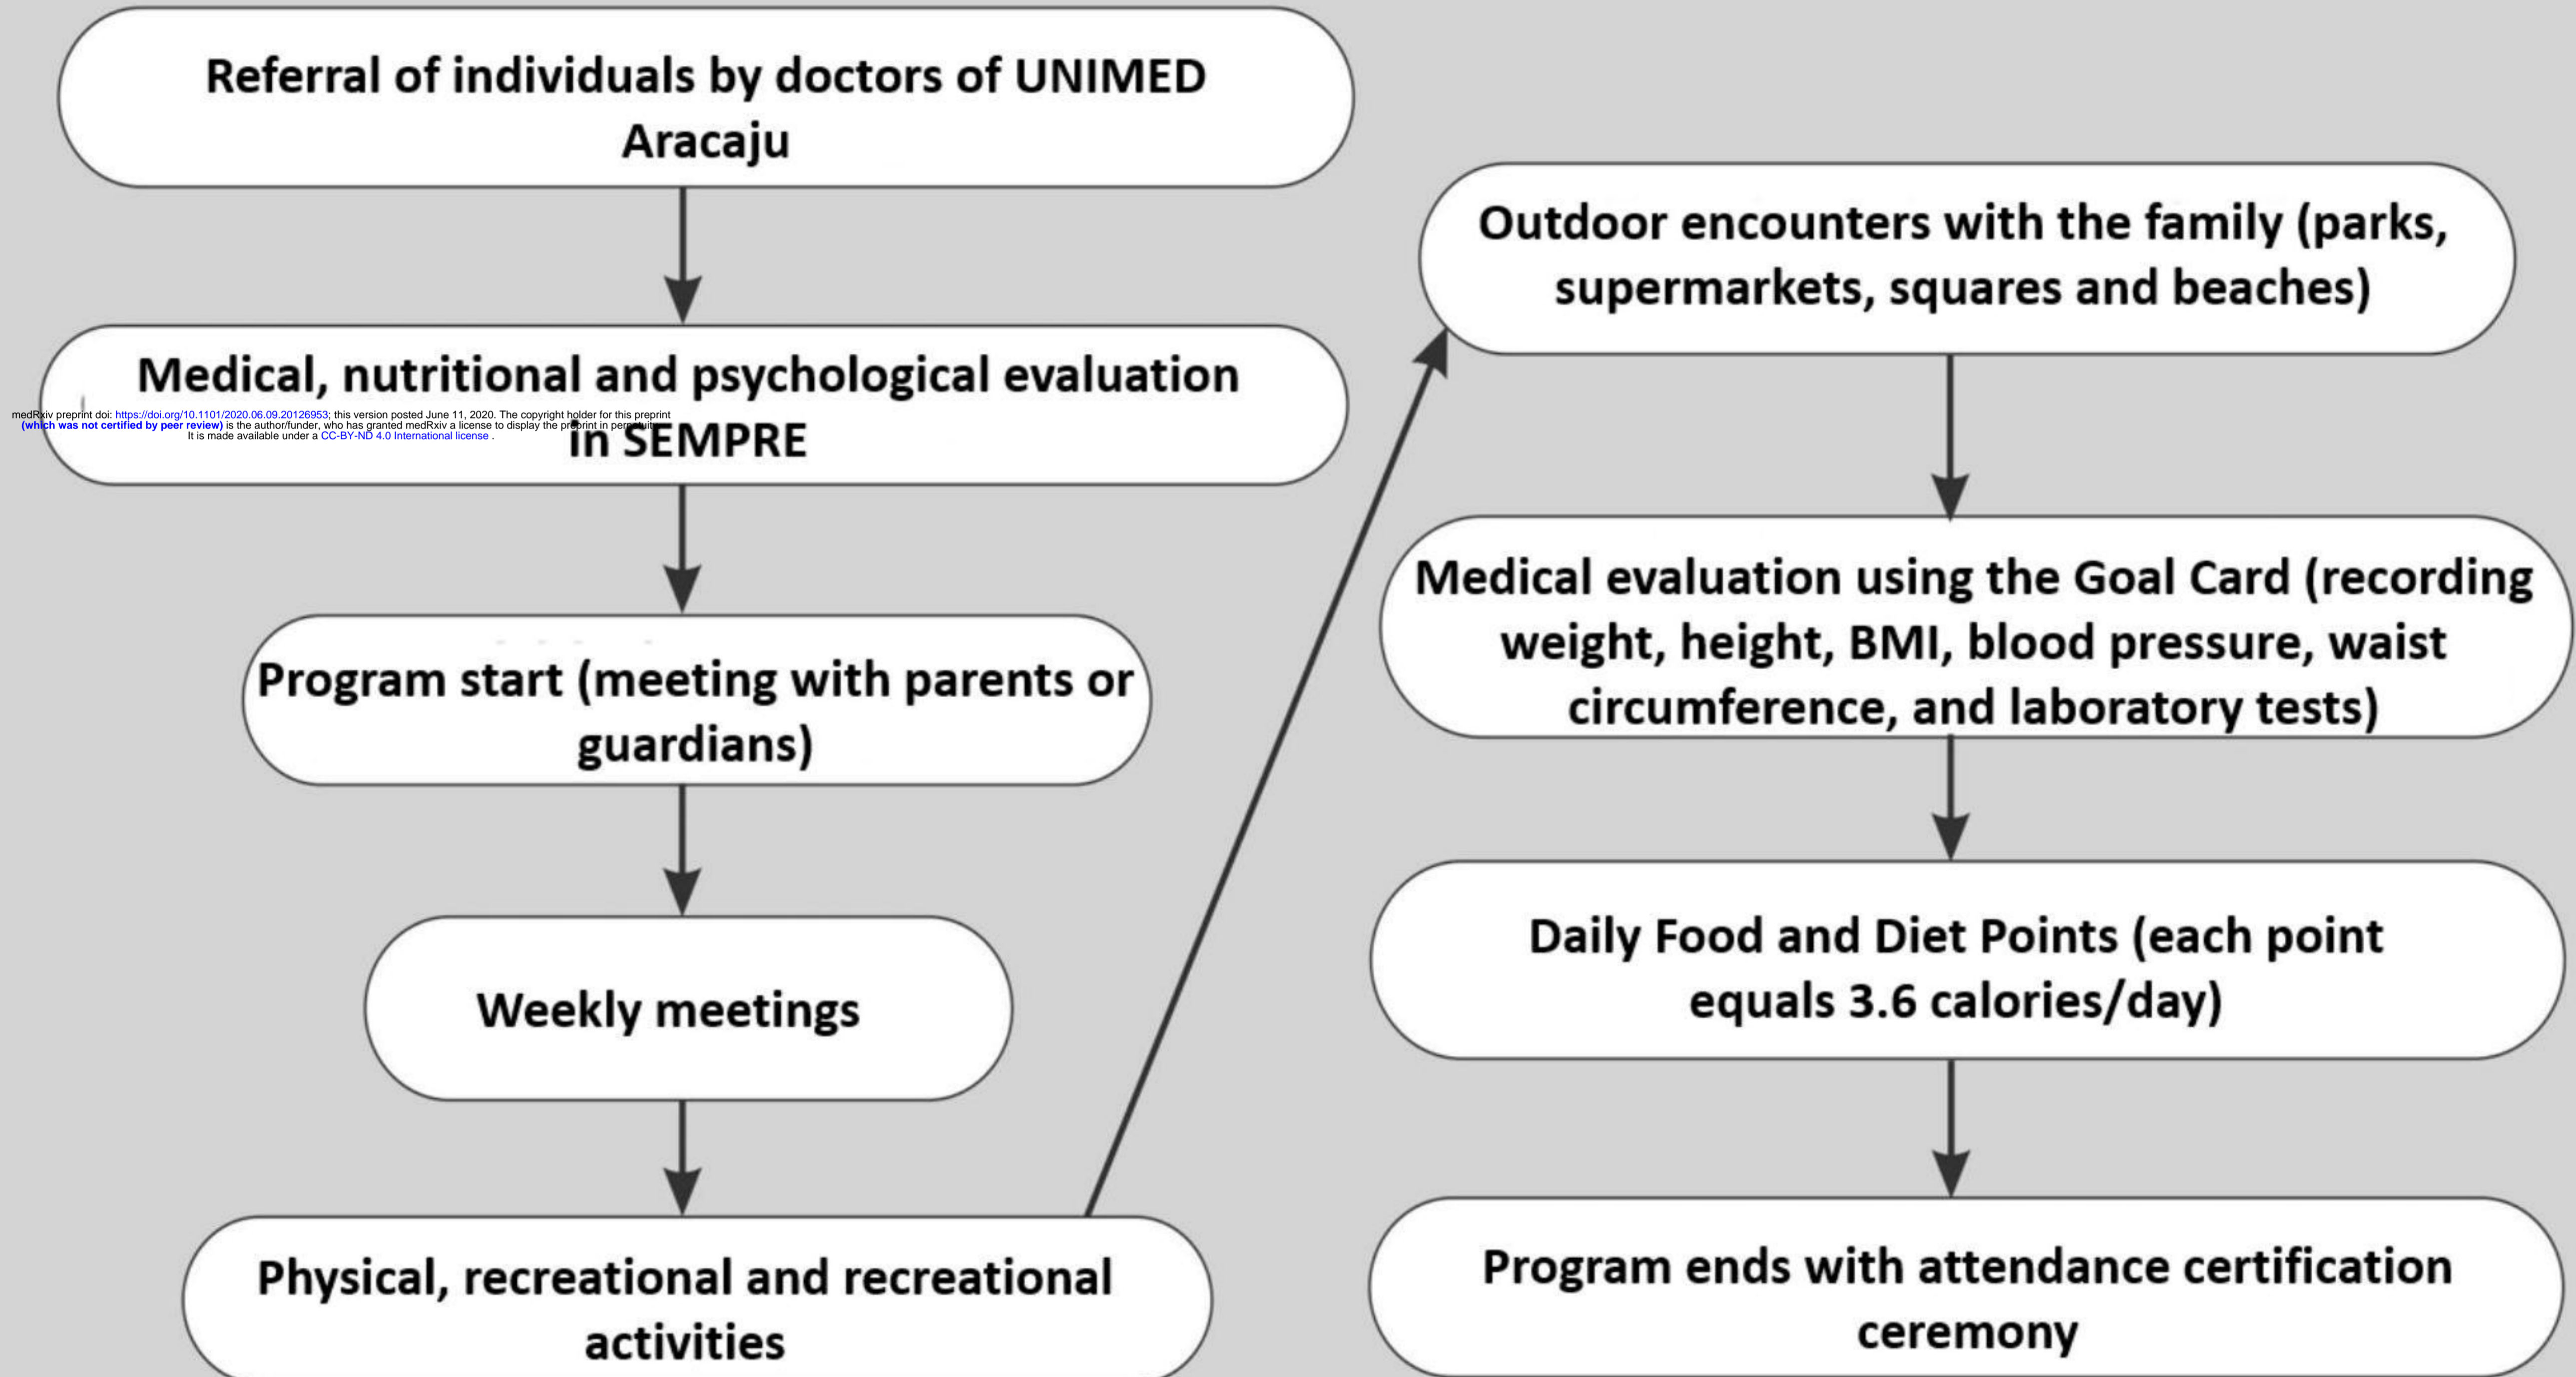 Referral of individuals by doctors of UNIMED
Aracaju
Medical, nutritional and psychological evaluation
in SEMPRE
medRxiv preprint doi: https://doi.org/10.1101/2020.06.09.20126953; this version posted June 11, 2020. The copyright holder for this preprint
(which was not certified by peer review) is the author/funder, who has granted medRxiv a license to display the preprint in perpetuity.
It is made available under a CC-BY-ND 4.0 International license .
Program start (meeting with parents or
guardians)
Weekly meetings
Physical, recreational and recreational
activities
Outdoor encounters with the family (parks,
supermarkets, squares and beaches)
Medical evaluation using the Goal Card (recording
weight, height, BMI, blood pressure, waist
circumference, and laboratory tests)
Daily Food and Diet Points (each point
equals 3.6 calories/day)
Program ends with attendance certification
ceremony